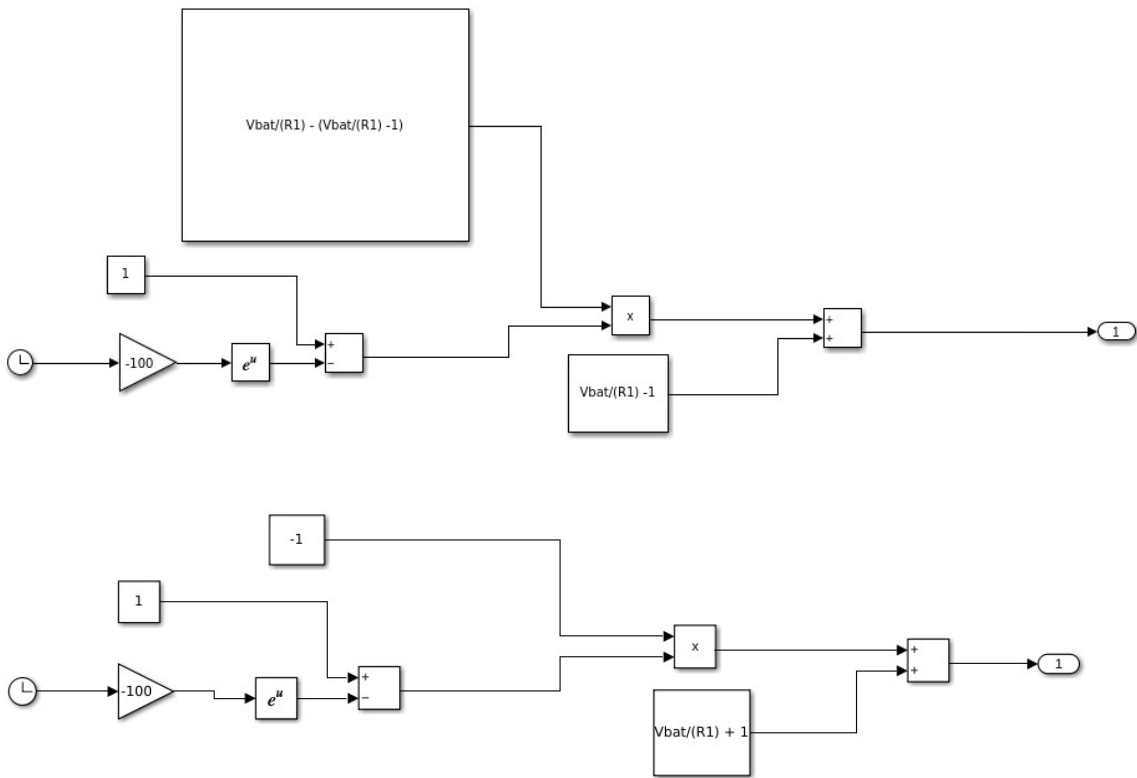 Vbat/(R1) - (Vbat/(R1) -1)
1
+
−
-100
e^u
x
+
+
1
Vbat/(R1) -1
-1
1
+
−
-100
e^u
x
+
+
1
Vbat/(R1) + 1